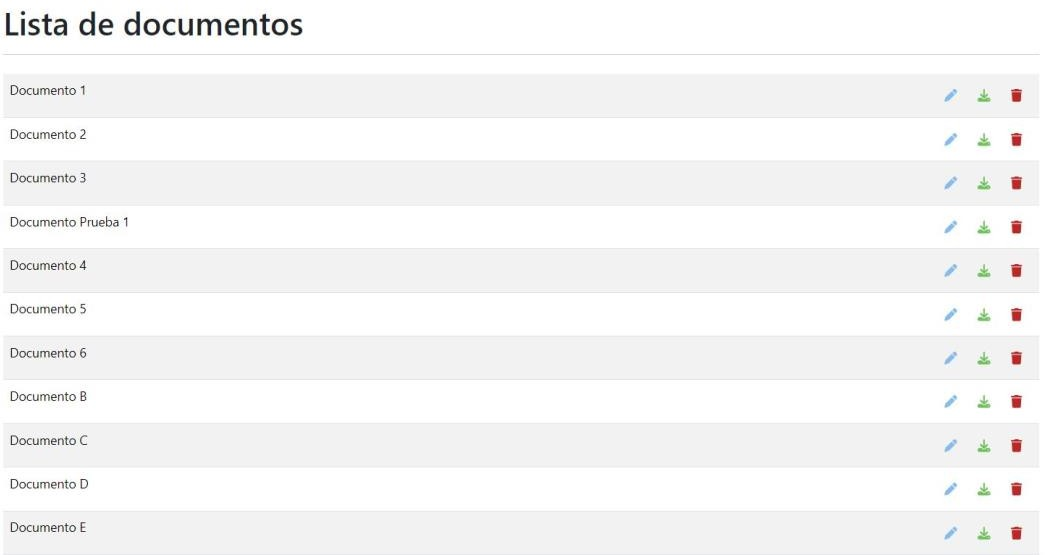 Lista de documentos
Documento 1
Documento 2
Documento 3
Documento Prueba 1
Documento 4
Documento 5
Documento 6
Documento B
Documento C
Documento D
Documento E